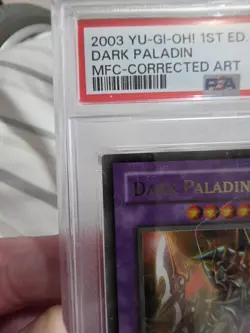 2003 YU-GI-OH! 1ST ED.
DARK PALADIN
MFC-CORRECTED ART
PSA
DARK PALADIN